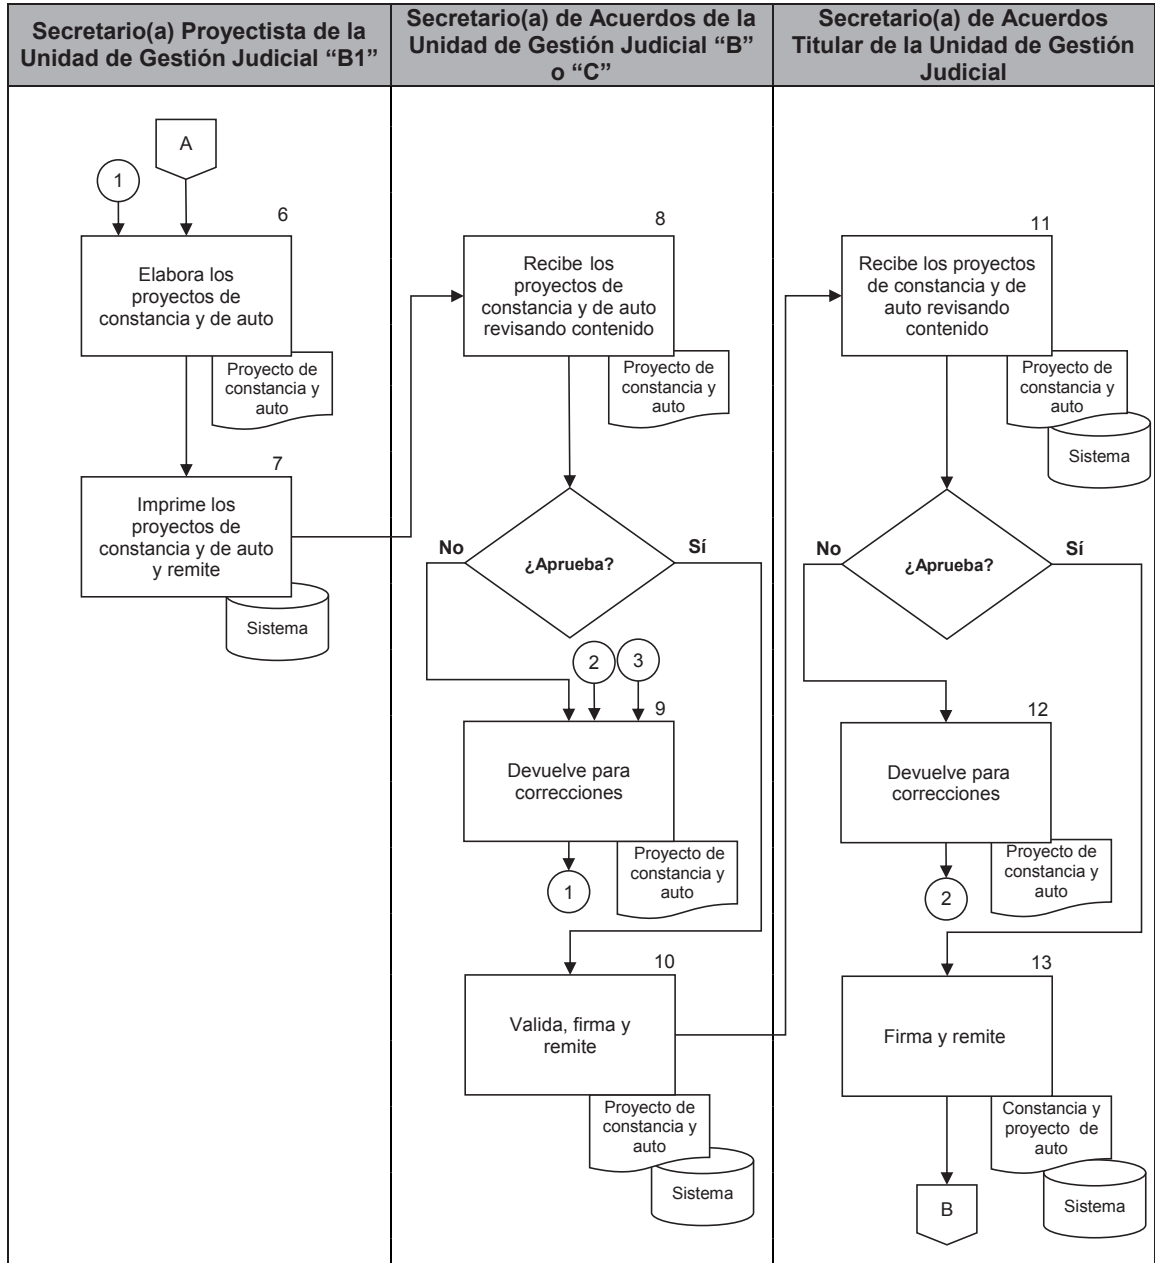 Secretario(a) Proyectista de la
Unidad de Gestión Judicial “B1”
Secretario(a) de Acuerdos de la
Unidad de Gestión Judicial “B”
o “C”
Secretario(a) de Acuerdos
Titular de la Unidad de Gestión
Judicial
A
1
6
Elabora los
proyectos de
constancia y de auto
Proyecto de
constancia y
auto
7
Imprime los
proyectos de
constancia y de auto
y remite
Sistema
8
Recibe los
proyectos de
constancia y de auto
revisando contenido
Proyecto de
constancia y
auto
No
¿Aprueba?
Sí
2
3
9
Devuelve para
correcciones
Proyecto de
constancia y
auto
1
10
Valida, firma y
remite
Proyecto de
constancia y
auto
Sistema
11
Recibe los proyectos
de constancia y de
auto revisando
contenido
Proyecto de
constancia y
auto
Sistema
No
¿Aprueba?
Sí
12
Devuelve para
correcciones
Proyecto de
constancia y
auto
2
13
Firma y remite
Constancia y
proyecto de
auto
Sistema
B